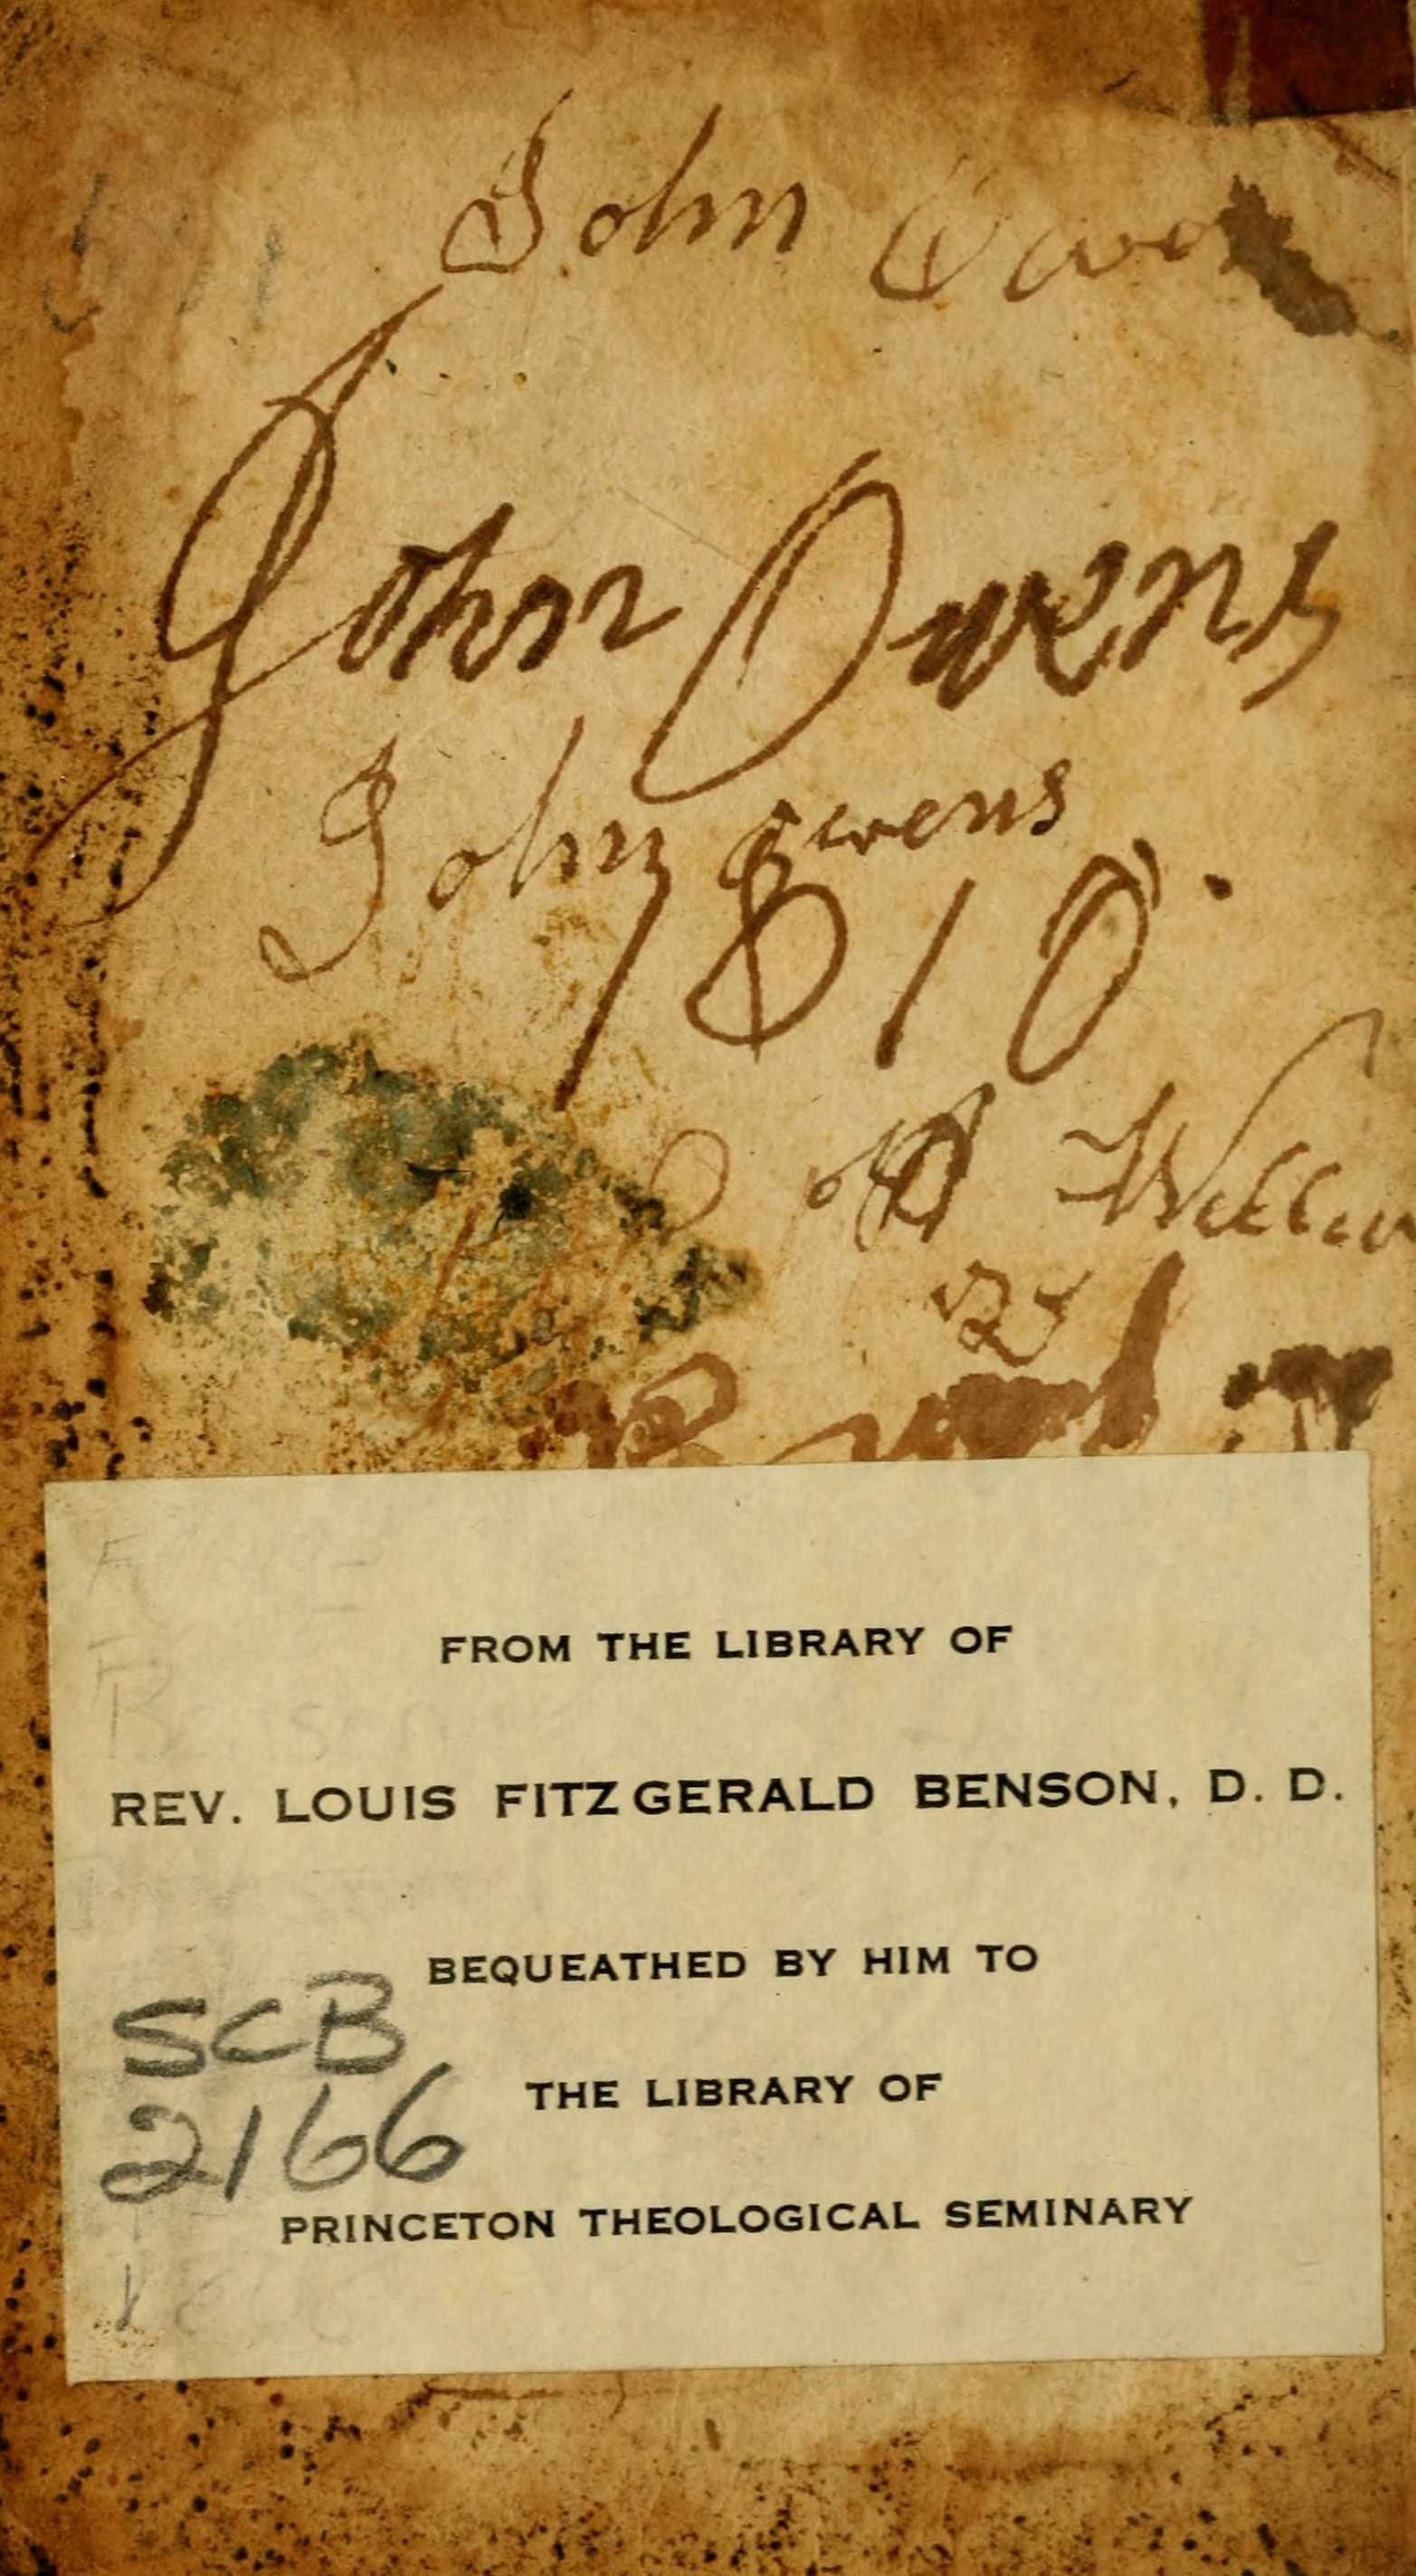 John
John Owens
John Owens
1810.
FROM THE LIBRARY OF
REV. LOUIS FITZGERALD BENSON, D. D.
BEQUEATHED BY HIM TO
SCB
THE LIBRARY OF
2166
PRINCETON THEOLOGICAL SEMINARY